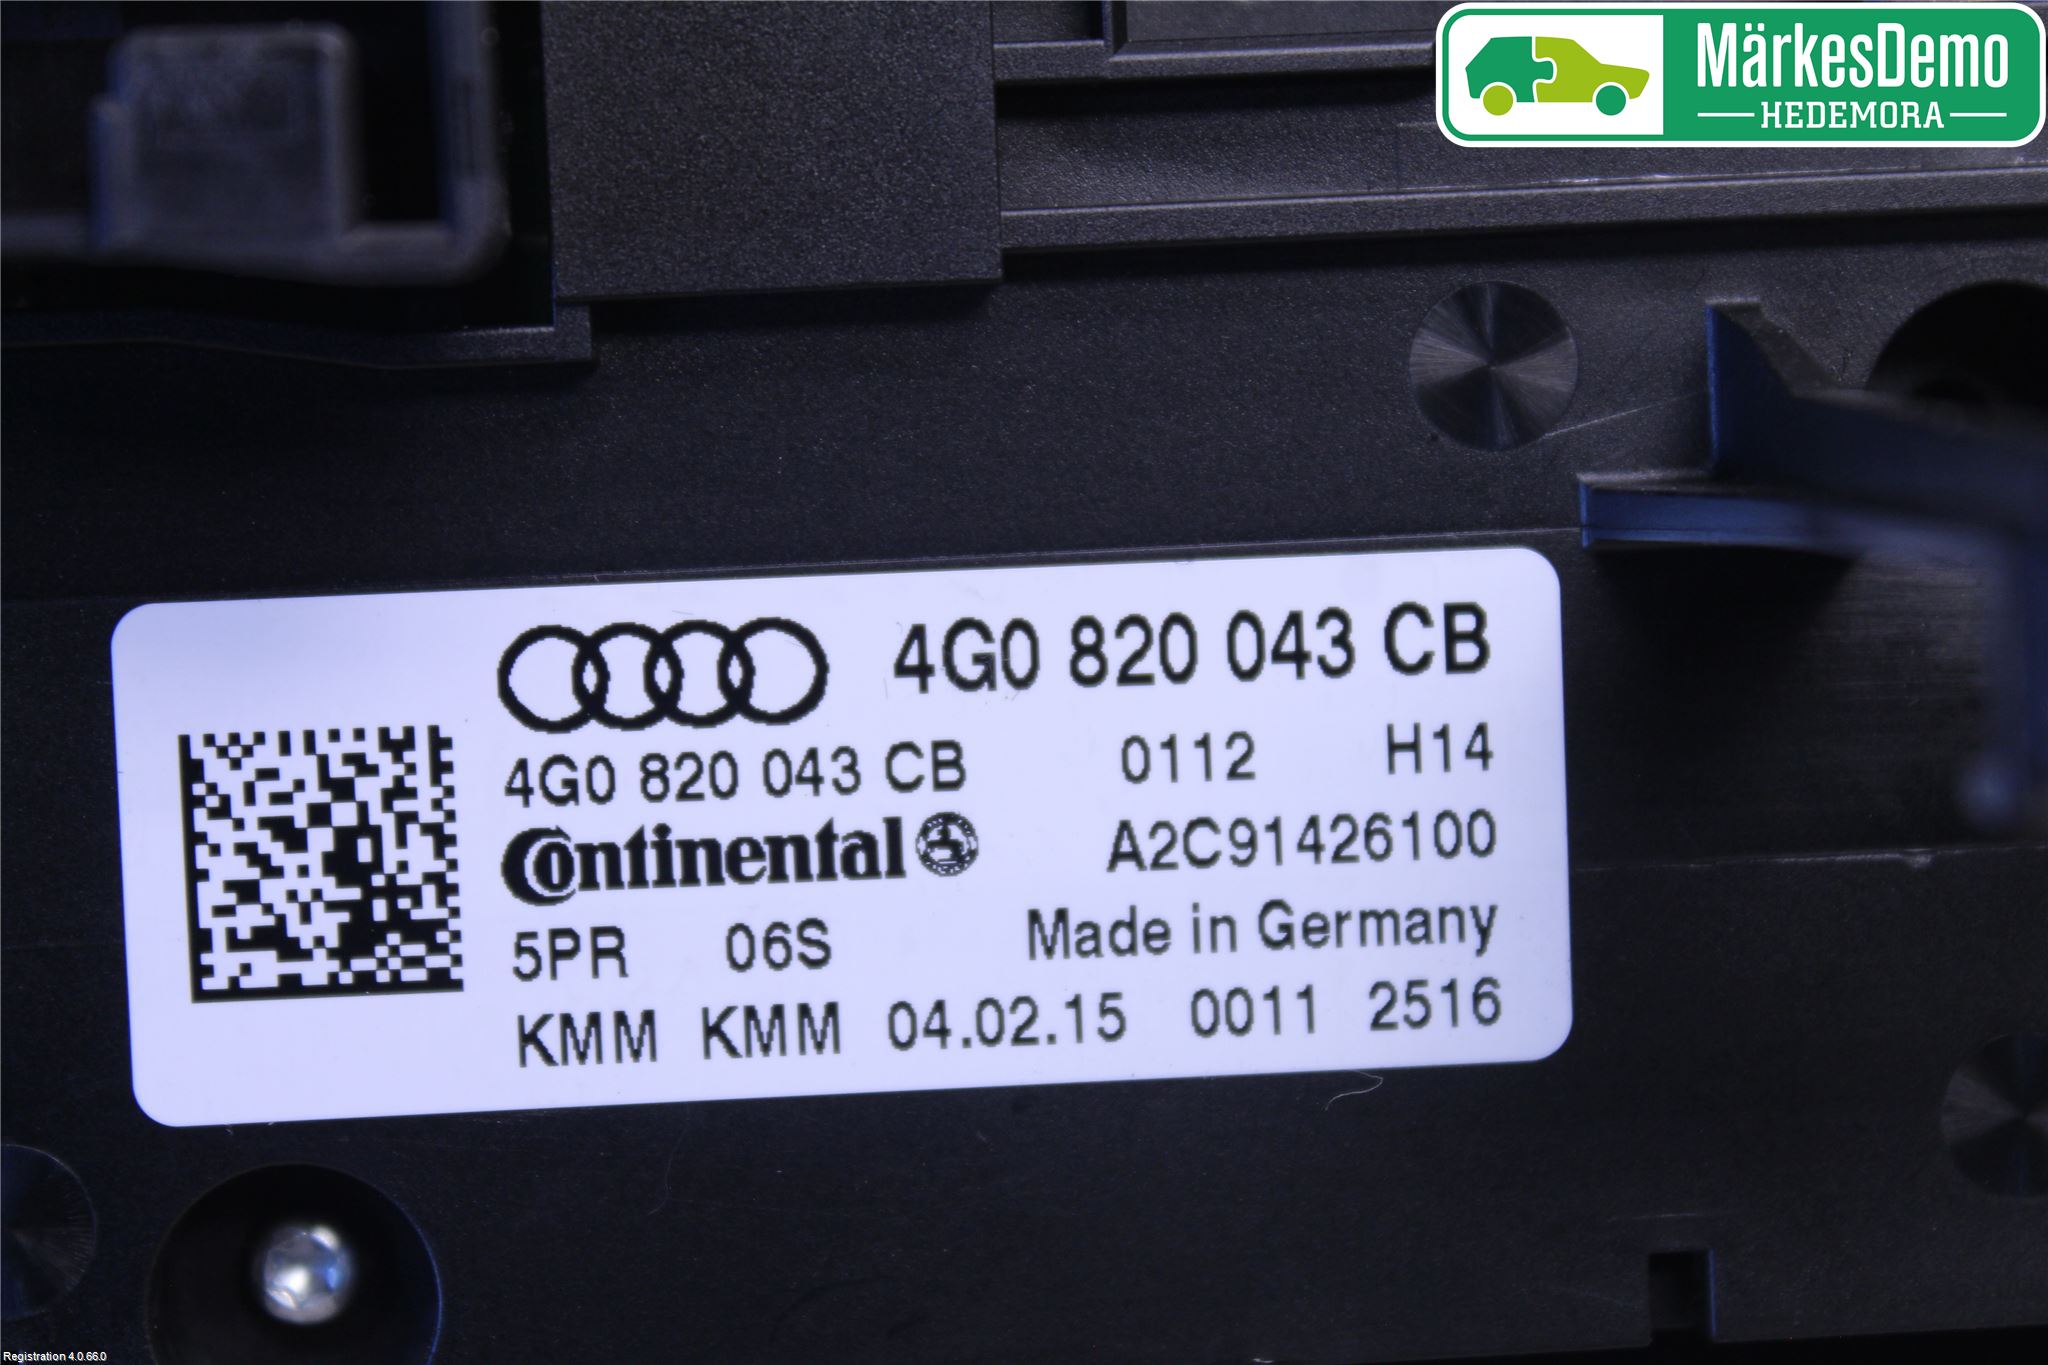 MärkesDemo
HEDEMORA
4G0 820 043 CB
4G0 820 043 CB 0112 H14
Continental A2C91426100
5PR 06S Made in Germany
KMM KMM 04.02.15 0011 2516
Registration 4.0.66.0